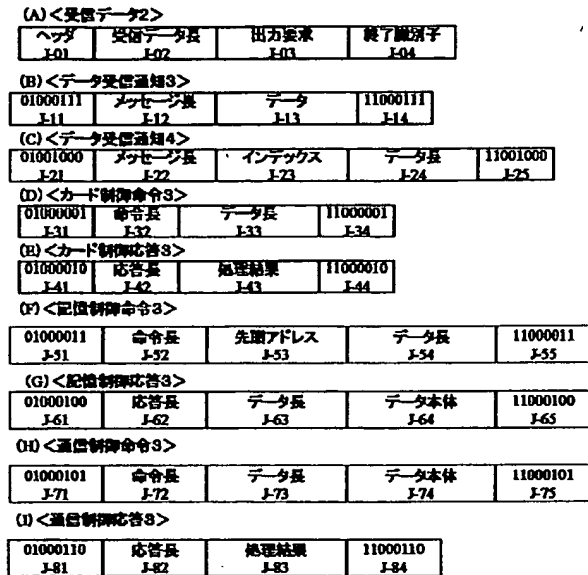 (A)<受信データ2>
ヘッダ 受信データ長 出力要求 終了識別子
J-01 J-02 J-03 J-04
(B)<データ受信通知3>
01000111 メッセージ長 データ 11000111
J-11 J-12 J-13 J-14
(C)<データ受信通知4>
01001000 メッセージ長 インデックス データ長 11001000
J-21 J-22 J-23 J-24 J-25
(D)<カード制御命令3>
01000001 命令長 データ長 11000001
J-31 J-32 J-33 J-34
(E)<カード制御応答3>
01000010 応答長 処理結果 11000010
J-41 J-42 J-43 J-44
(F)<記憶制御命令3>
01000011 命令長 先頭アドレス データ長 11000011
J-51 J-52 J-53 J-54 J-55
(G)<記憶制御応答3>
01000100 応答長 データ長 データ本体 11000100
J-61 J-62 J-63 J-64 J-65
(H)<通信制御命令3>
01000101 命令長 データ長 データ本体 11000101
J-71 J-72 J-73 J-74 J-75
(I)<通信制御応答3>
01000110 応答長 処理結果 11000110
J-81 J-82 J-83 J-84